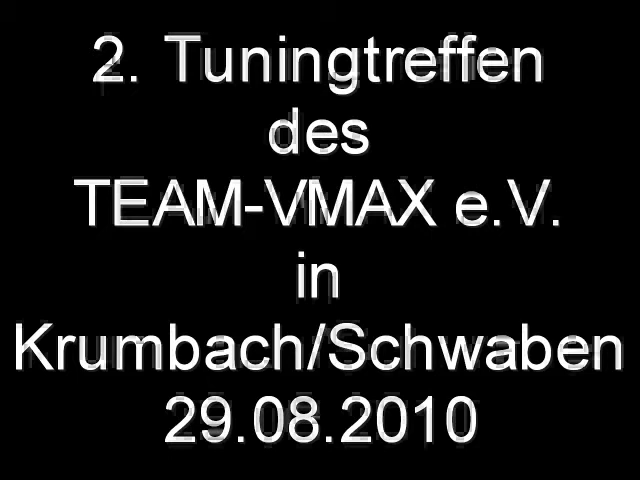 2. Tuningtreffen
des
TEAM-VMAX e.V.
in
Krumbach/Schwaben
29.08.2010